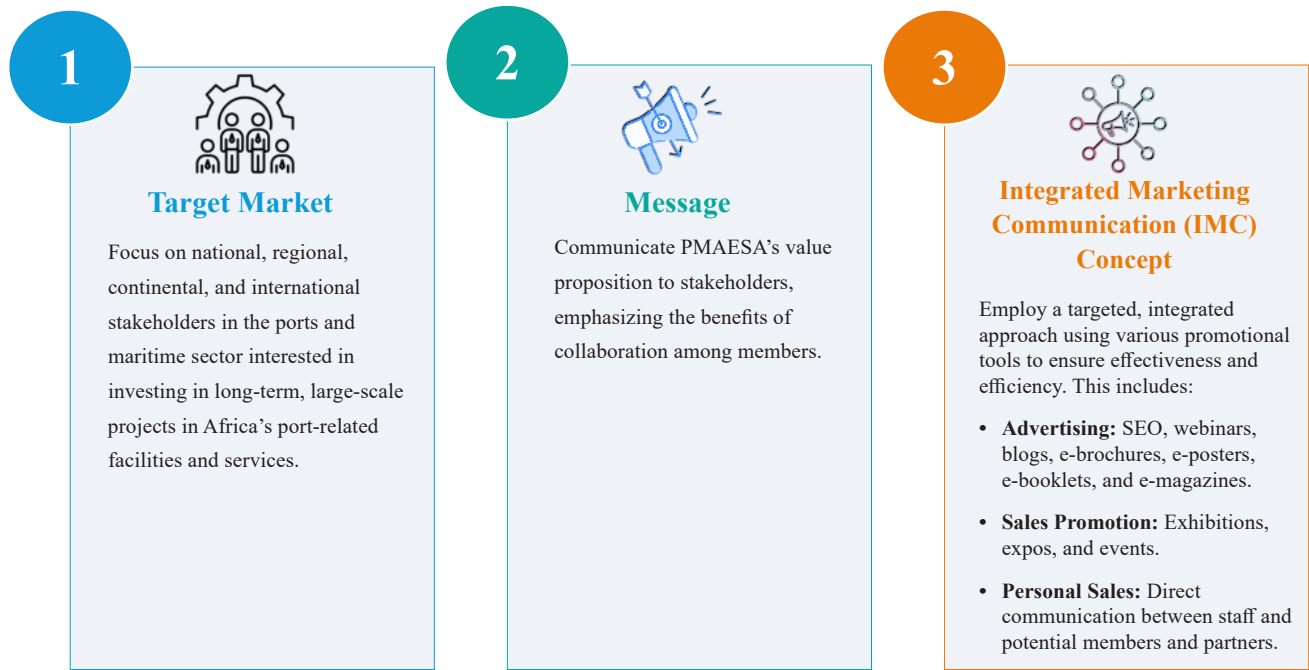 1
Target Market
Focus on national, regional,
continental, and international
stakeholders in the ports and
maritime sector interested in
investing in long-term, large-scale
projects in Africa’s port-related
facilities and services.
2
Message
Communicate PMAESA’s value
proposition to stakeholders,
emphasizing the benefits of
collaboration among members.
3
Integrated Marketing
Communication (IMC)
Concept
Employ a targeted, integrated
approach using various promotional
tools to ensure effectiveness and
efficiency. This includes:
• Advertising: SEO, webinars,
blogs, e-brochures, e-posters,
e-booklets, and e-magazines.
• Sales Promotion: Exhibitions,
expos, and events.
• Personal Sales: Direct
communication between staff and
potential members and partners.